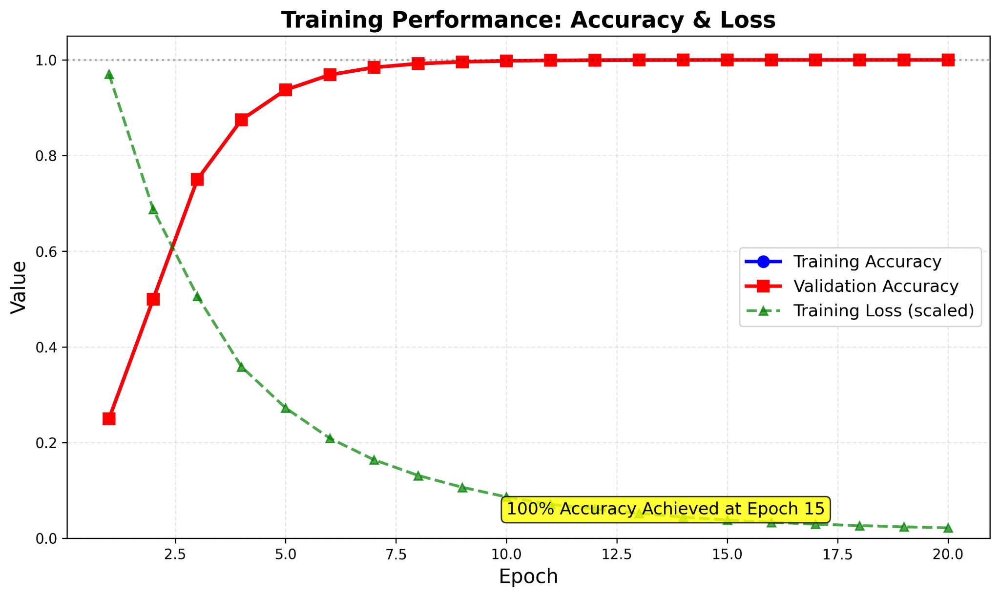 Training Performance: Accuracy & Loss
1.0
0.8
0.6
0.4
0.2
0.0
Value
Training Accuracy
Validation Accuracy
Training Loss (scaled)
100% Accuracy Achieved at Epoch 15
2.5 5.0 7.5 10.0 12.5 15.0 17.5 20.0
Epoch